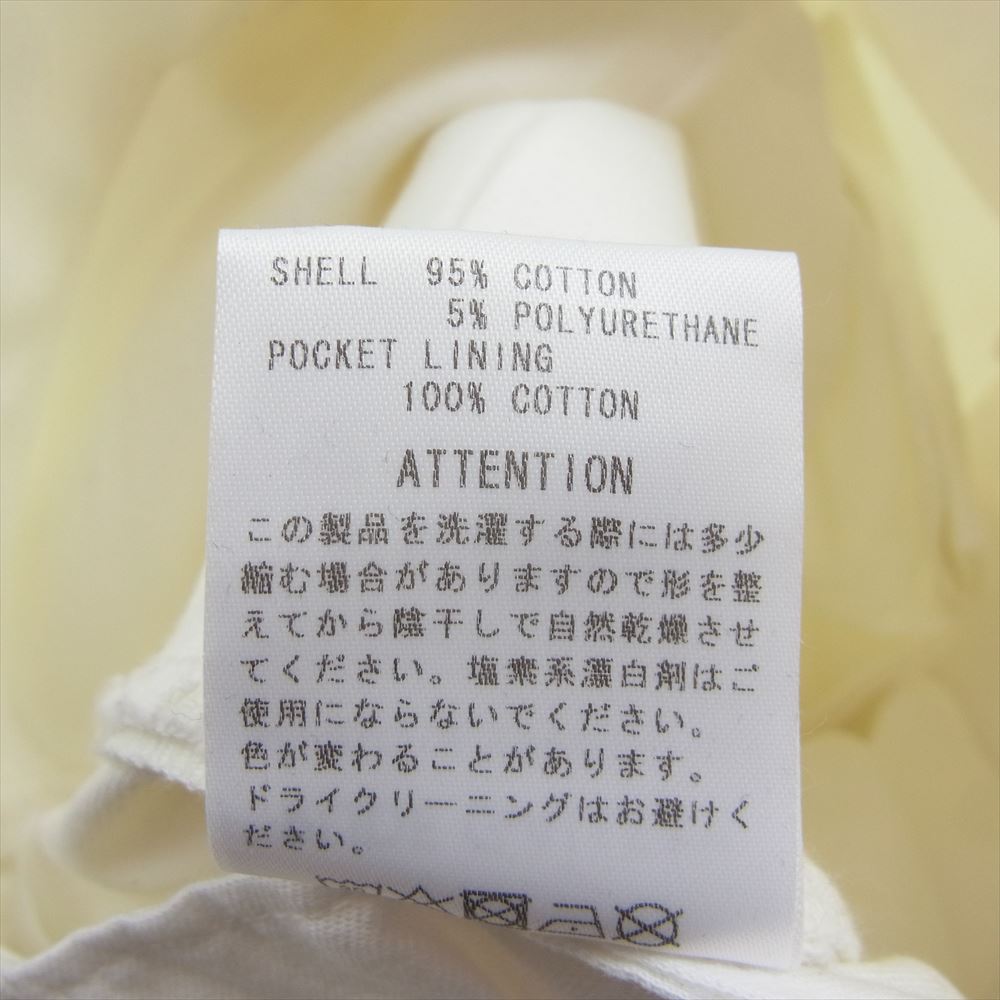 SHELL 95% COTTON
5% POLYURETHANE
POCKET LINING
100% COTTON
ATTENTION
この製品を洗濯する際には多少
縮む場合がありますので形を整
えてから陰干しで自然乾燥させ
てください。塩素系漂白剤はご
使用にならないでください。
色が変わることがあります。
ドライクリーニングはお避けく
ださい。